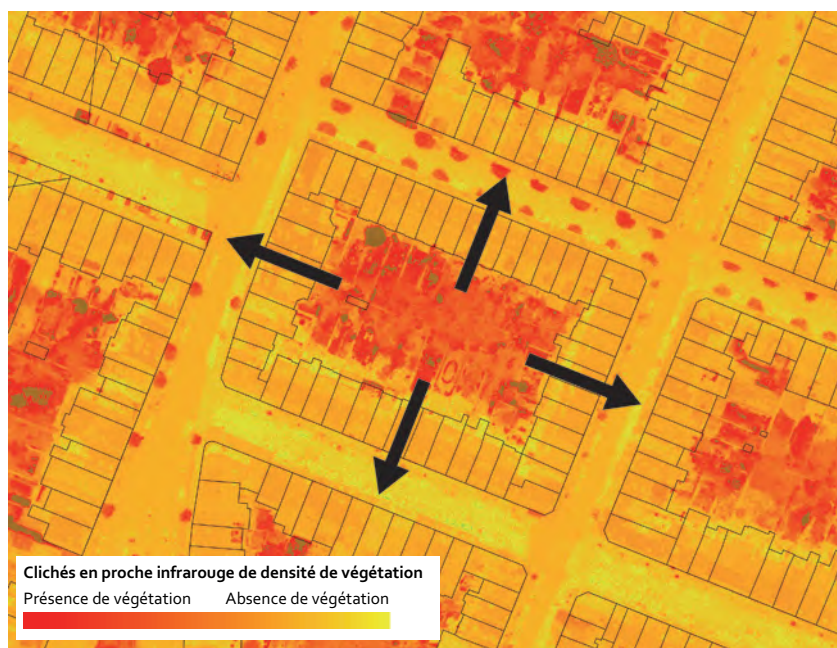 Clichés en proche infrarouge de densité de végétation
Présence de végétation Absence de végétation